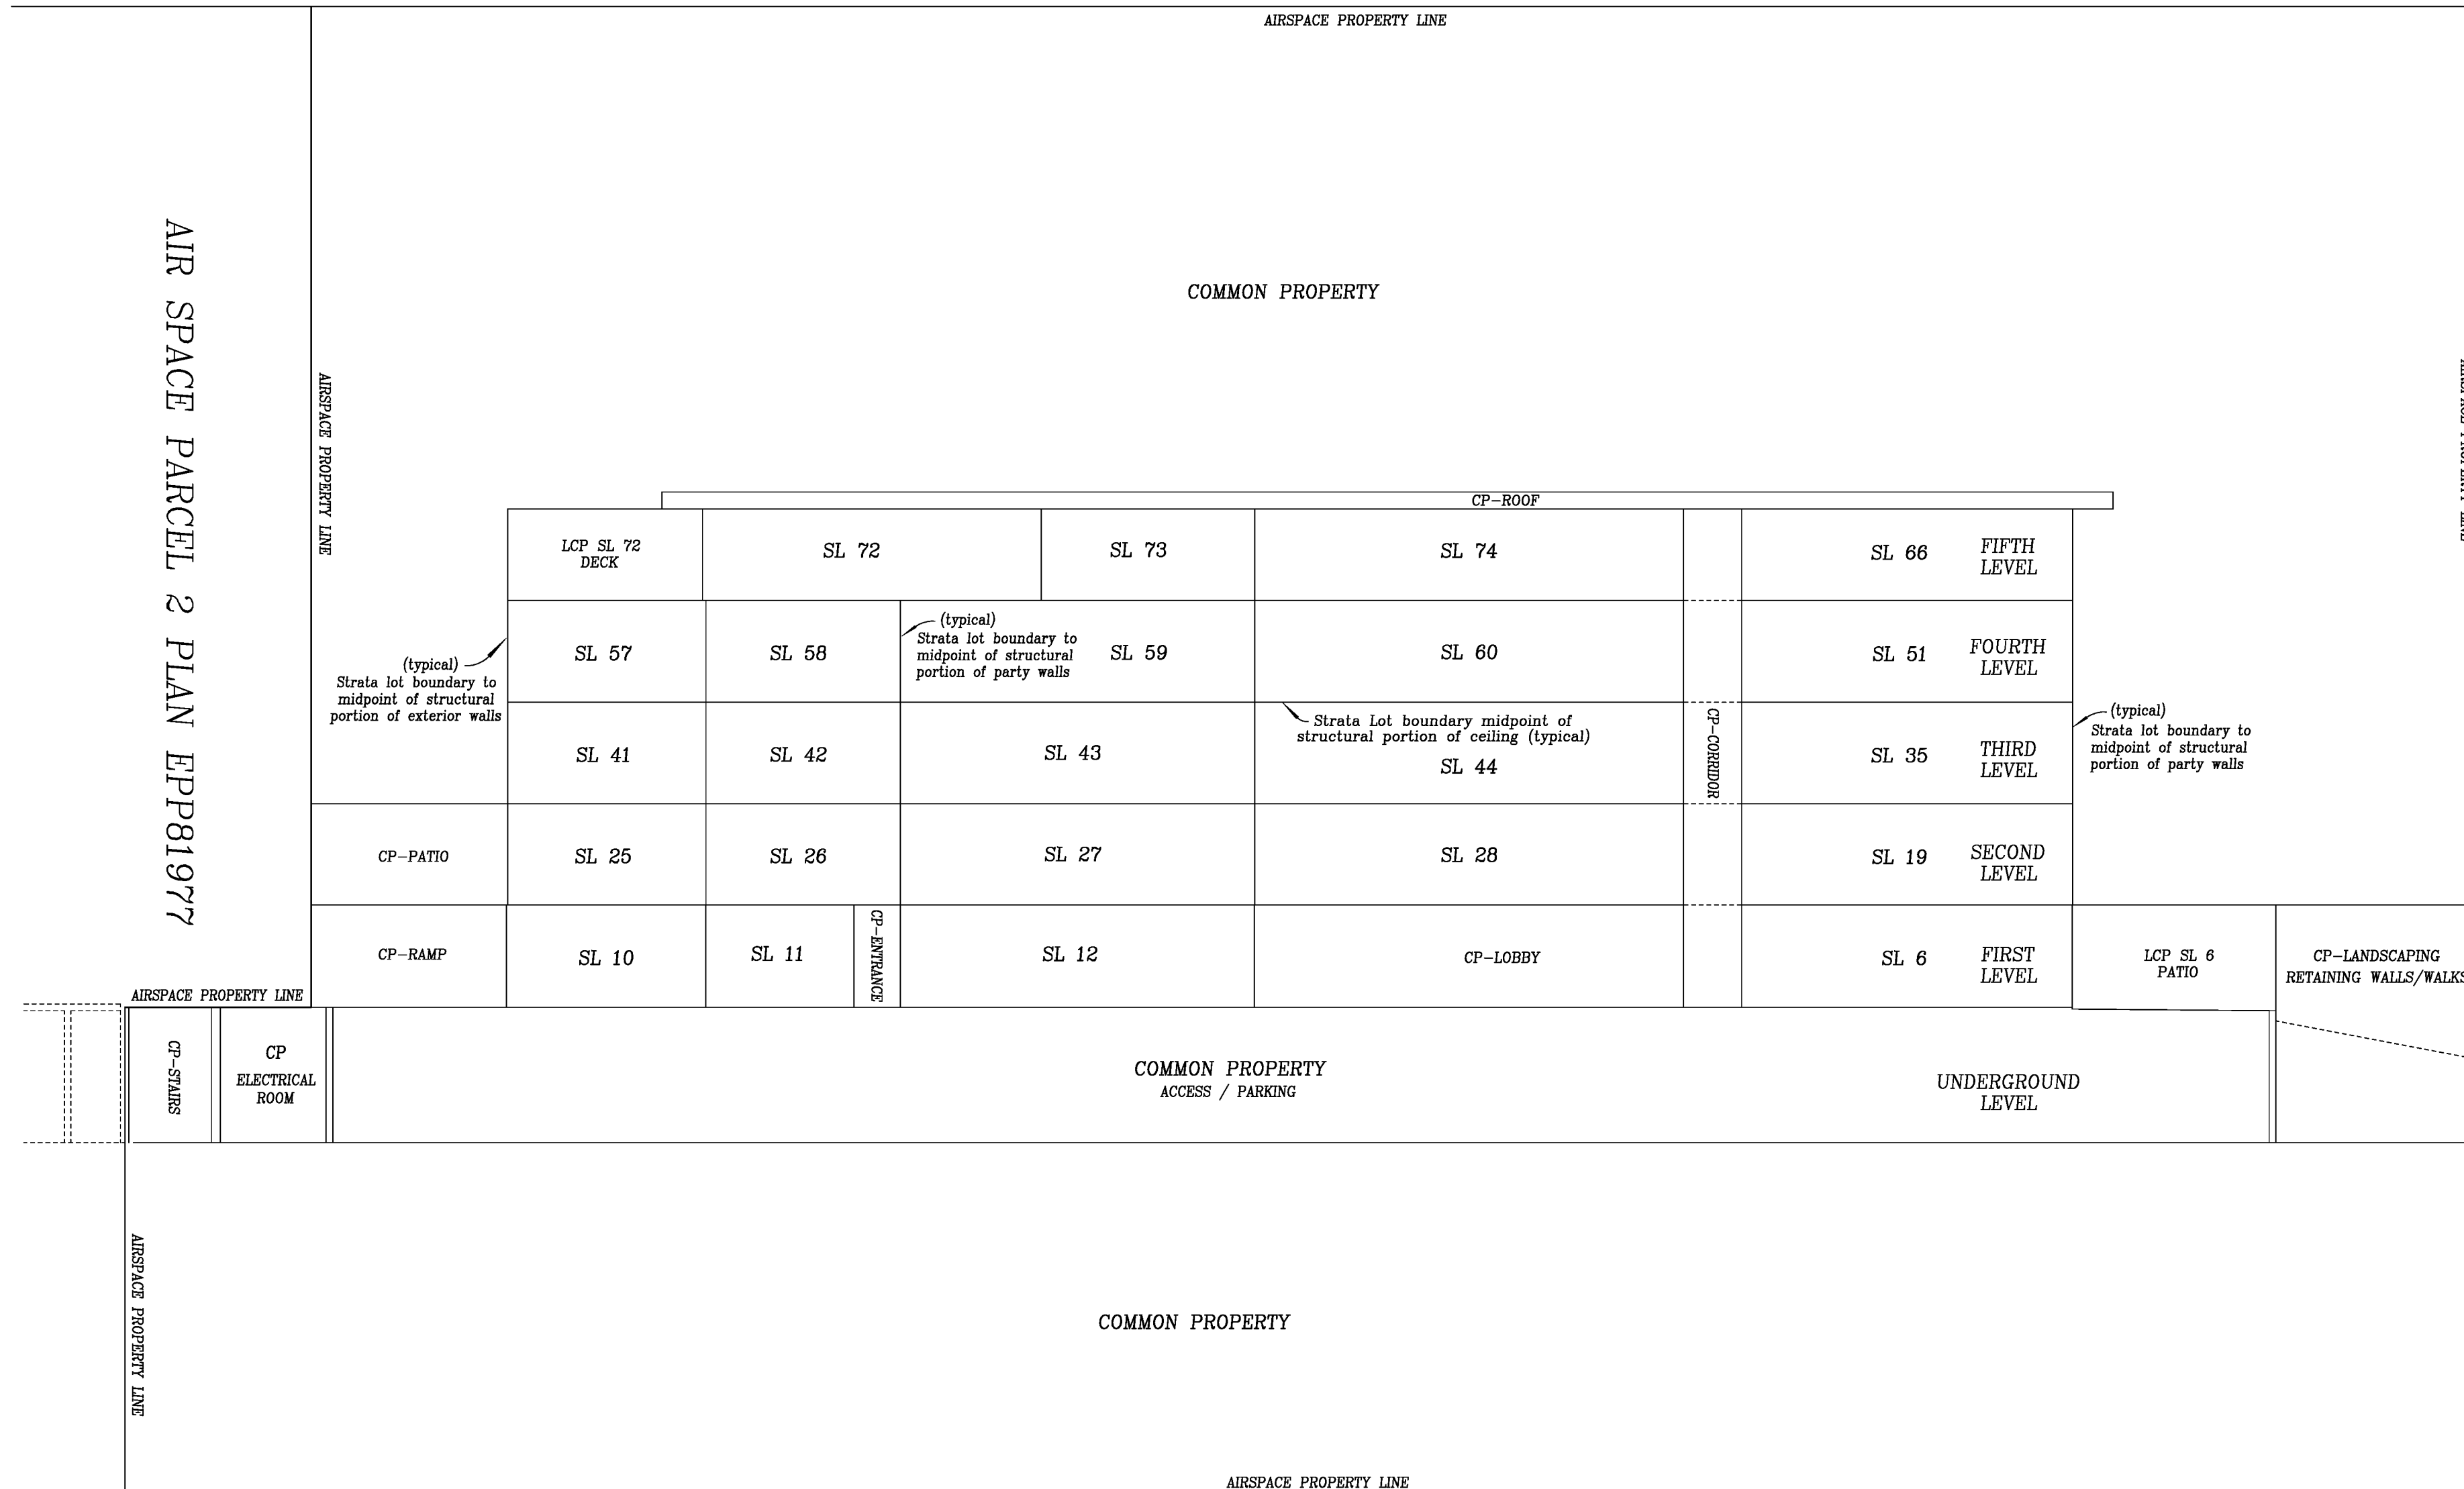 AIRSPACE PROPERTY LINE
AIR SPACE PARCEL 2 PLAN EPP81977
AIRSPACE PROPERTY LINE
COMMON PROPERTY
AIRSPACE PROPERTY LINE
CP-ROOF
LCP SL 72
DECK
SL 72
SL 73
SL 74
SL 66
FIFTH
LEVEL
(typical)
Strata lot boundary to
midpoint of structural
portion of exterior walls
SL 57
SL 58
(typical)
Strata lot boundary to
midpoint of structural
portion of party walls
SL 59
SL 60
SL 51
FOURTH
LEVEL
SL 41
SL 42
SL 43
Strata Lot boundary midpoint of
structural portion of ceiling (typical)
SL 44
CP-CORRIDOR
SL 35
THIRD
LEVEL
(typical)
Strata lot boundary to
midpoint of structural
portion of party walls
CP-PATIO
SL 25
SL 26
SL 27
SL 28
SL 19
SECOND
LEVEL
CP-RAMP
SL 10
SL 11
CP-ENTRANCE
SL 12
CP-LOBBY
SL 6
FIRST
LEVEL
LCP SL 6
PATIO
CP-LANDSCAPING
RETAINING WALLS/WALKS
AIRSPACE PROPERTY LINE
CP-STAIRS
CP
ELECTRICAL
ROOM
COMMON PROPERTY
ACCESS / PARKING
UNDERGROUND
LEVEL
AIRSPACE PROPERTY LINE
COMMON PROPERTY
AIRSPACE PROPERTY LINE